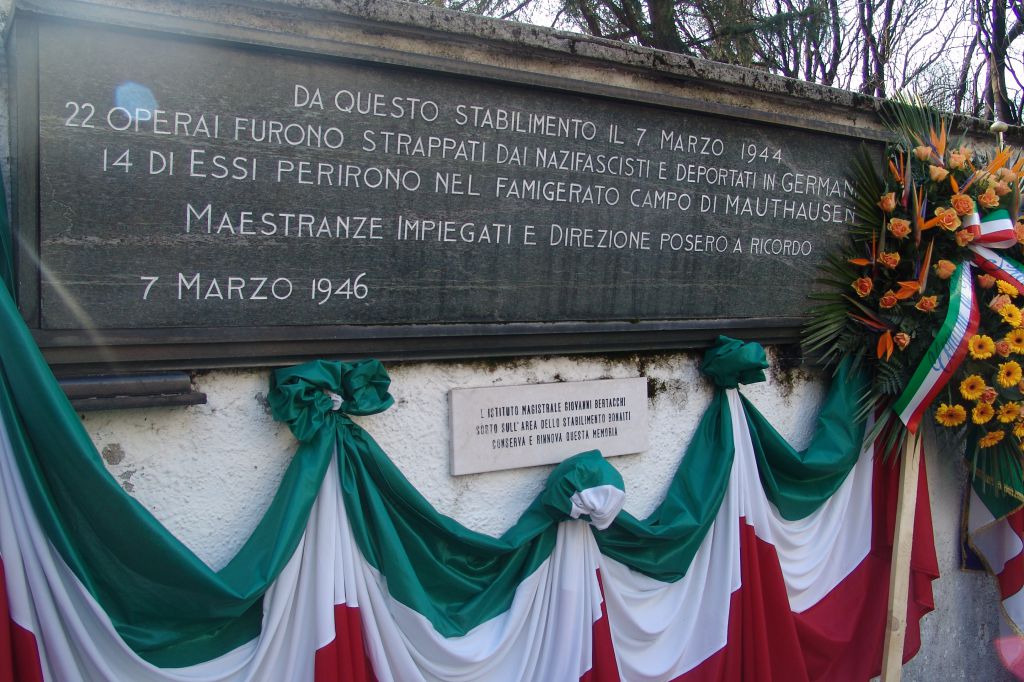 DA QUESTO STABILIMENTO IL 7 MARZO 1944
22 OPERAI FURONO STRAPPATI DAI NAZIFASCISTI E DEPORTATI IN
14 DI ESSI PERIRONO NEL FAMIGERATO CAMPO DI MAUTHAUSEN
MAESTRANZE IMPIEGATI E DIREZIONE POSERO A RICORDO
7 MARZO 1946
L'ISTITUTO MAGISTRALE GIOVANNI BERTACCHI
SORTO SULL'AREA DELLO STABILIMENTO BONAITI
CONSERVA E RINNOVA QUESTA MEMORIA